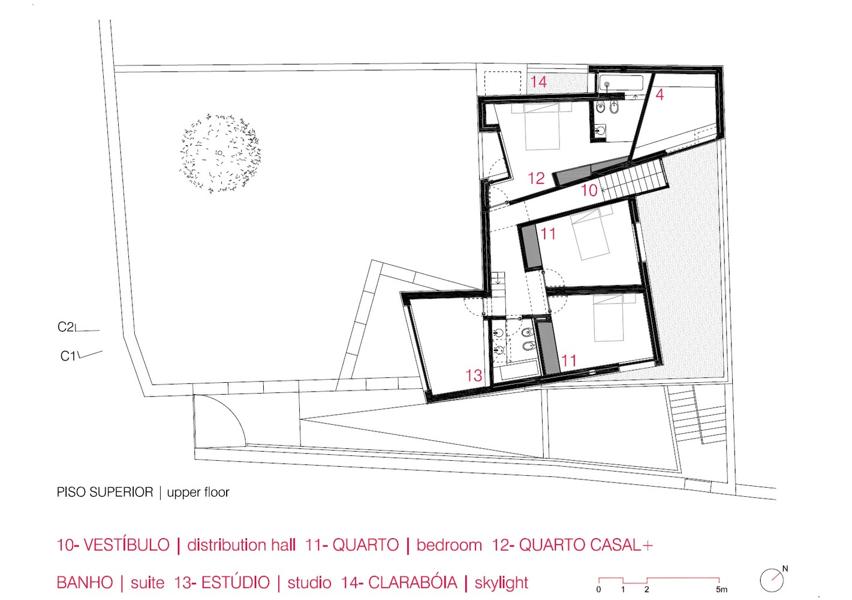 14
4
12
10
11
C2
C1
13
11
PISO SUPERIOR | upper floor
10- VESTÍBULO | distribution hall 11- QUARTO | bedroom 12- QUARTO CASAL+
BANHO | suite 13- ESTÚDIO | studio 14- CLARABÓIA | skylight
0 1 2 5m
N